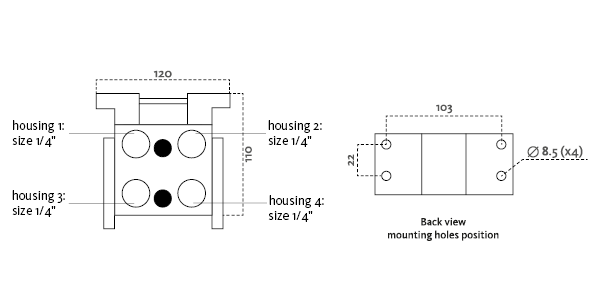 120
housing 1:
size 1/4"
housing 2:
size 1/4"
110
housing 3:
size 1/4"
housing 4:
size 1/4"
103
22
Ø 8.5 (x4)
Back view
mounting holes position